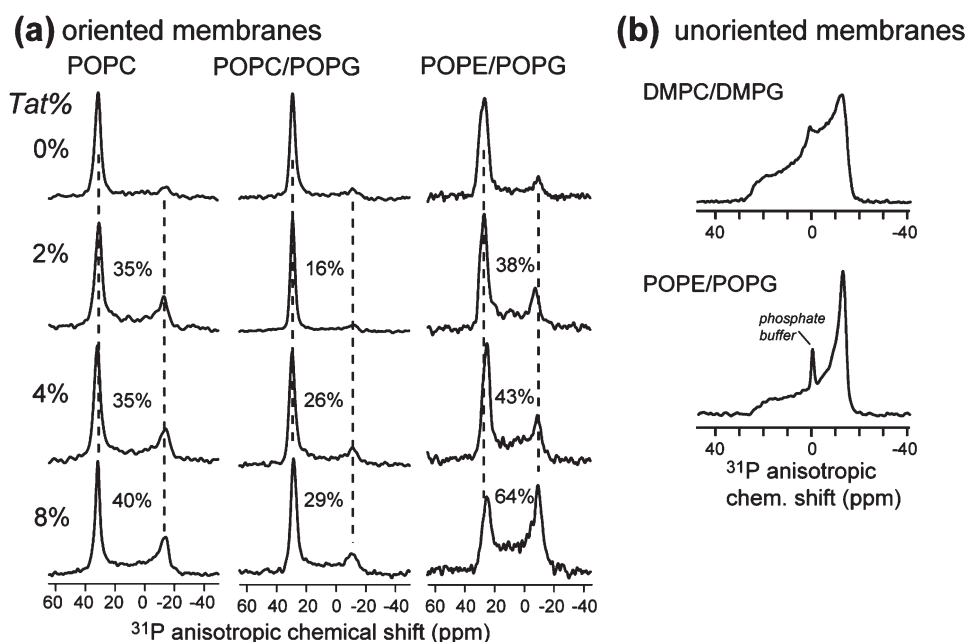 (a) oriented membranes
POPC POPC/POPG POPE/POPG
Tat%
0%
2% 35% 16% 38%
4% 35% 26% 43%
8% 40% 29% 64%
60 40 20 0 -20 -40 60 40 20 0 -20 -40 60 40 20 0 -20 -40
³¹P anisotropic chemical shift (ppm)
(b) unoriented membranes
DMPC/DMPG
40 0 -40
POPE/POPG
phosphate
buffer
40 0 -40
³¹P anisotropic
chem. shift (ppm)